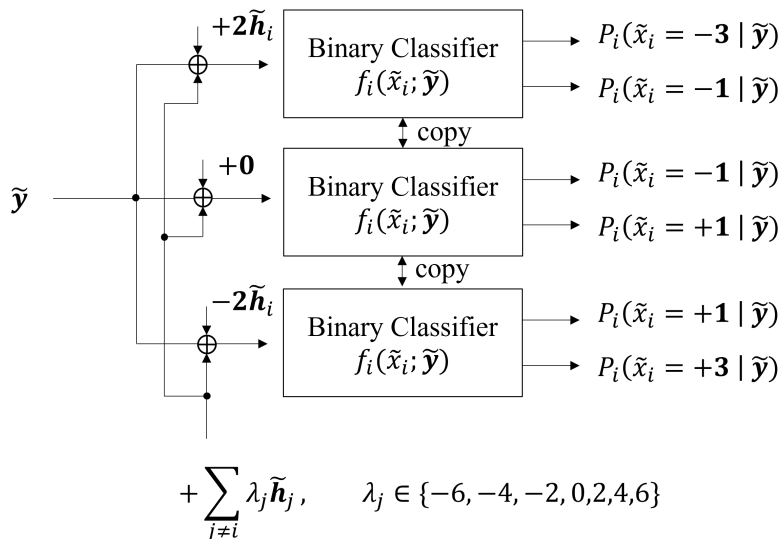 +2h̃ᵢ
Binary Classifier
fᵢ(x̃ᵢ; ỹ)
Pᵢ(x̃ᵢ = −3 | ỹ)
Pᵢ(x̃ᵢ = −1 | ỹ)
copy
+0
ỹ
Binary Classifier
fᵢ(x̃ᵢ; ỹ)
Pᵢ(x̃ᵢ = −1 | ỹ)
Pᵢ(x̃ᵢ = +1 | ỹ)
copy
−2h̃ᵢ
Binary Classifier
fᵢ(x̃ᵢ; ỹ)
Pᵢ(x̃ᵢ = +1 | ỹ)
Pᵢ(x̃ᵢ = +3 | ỹ)
+ ∑_{j≠i} λⱼh̃ⱼ , λⱼ ∈ {−6, −4, −2, 0,2,4,6}